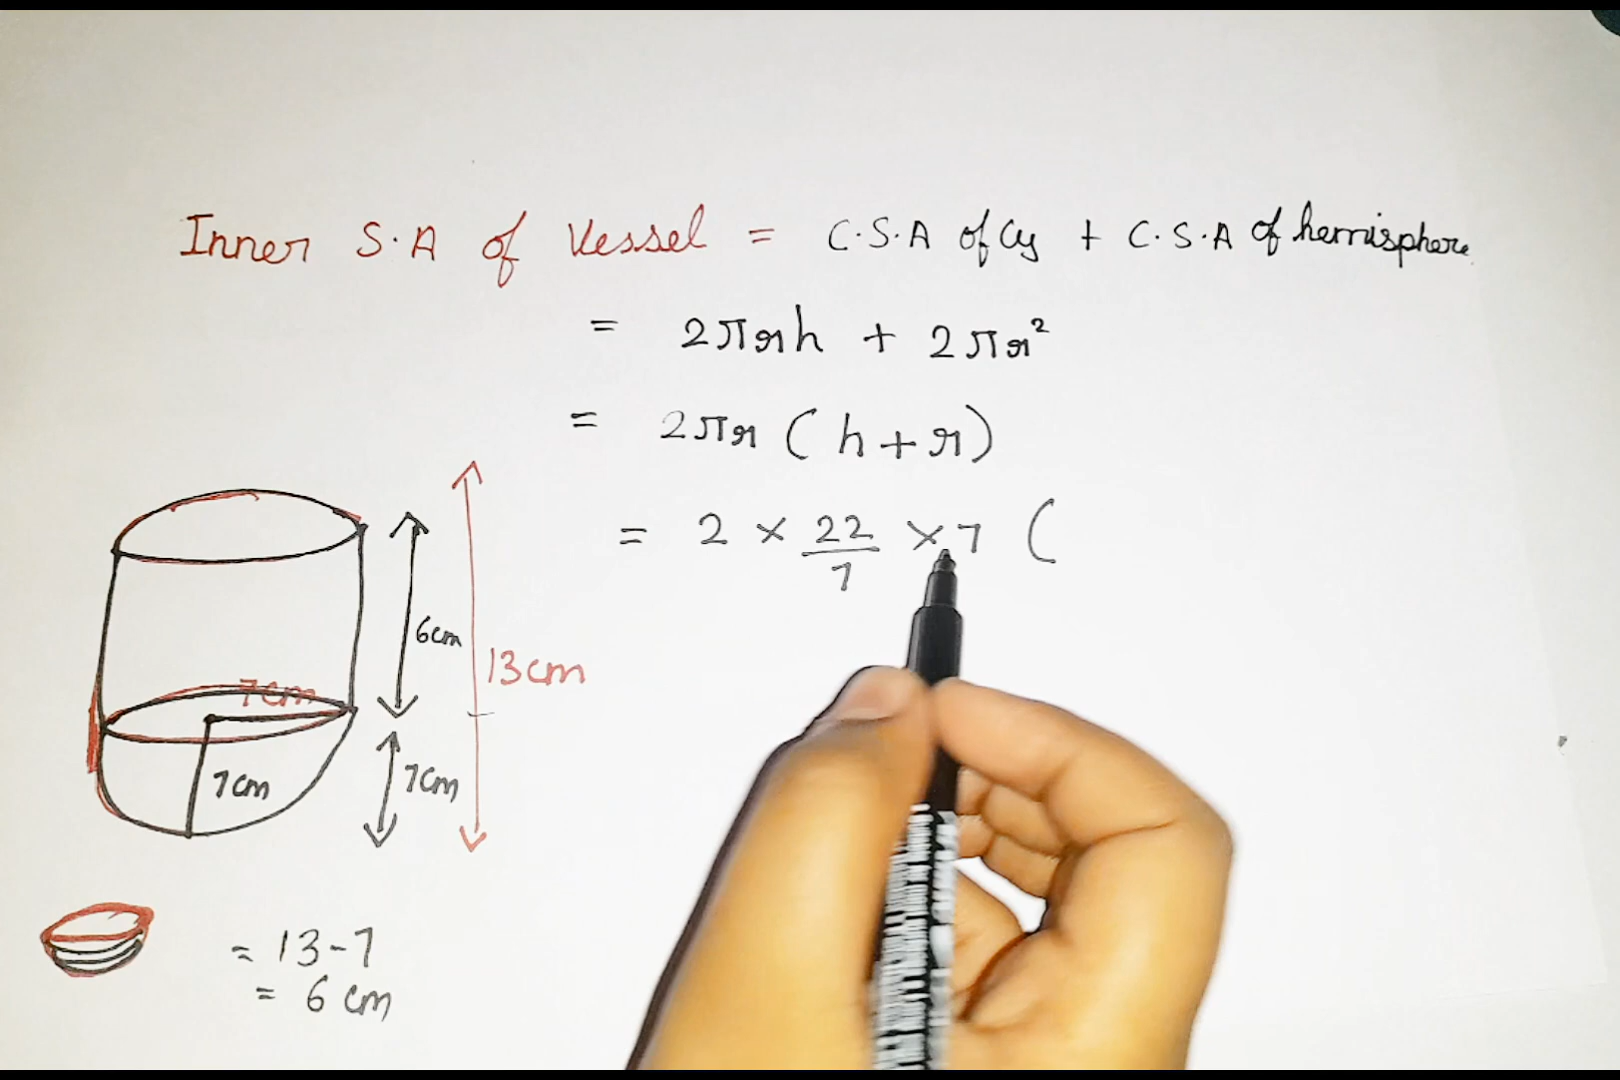 Inner S.A of Vessel = C.S.A of Cy + C.S.A of hemisphere
= 2πrh + 2πr²
= 2πr (h+r)
= 2 × 22/7 × 7 (
6cm
13cm
7cm
7cm
7cm
= 13-7
= 6 cm